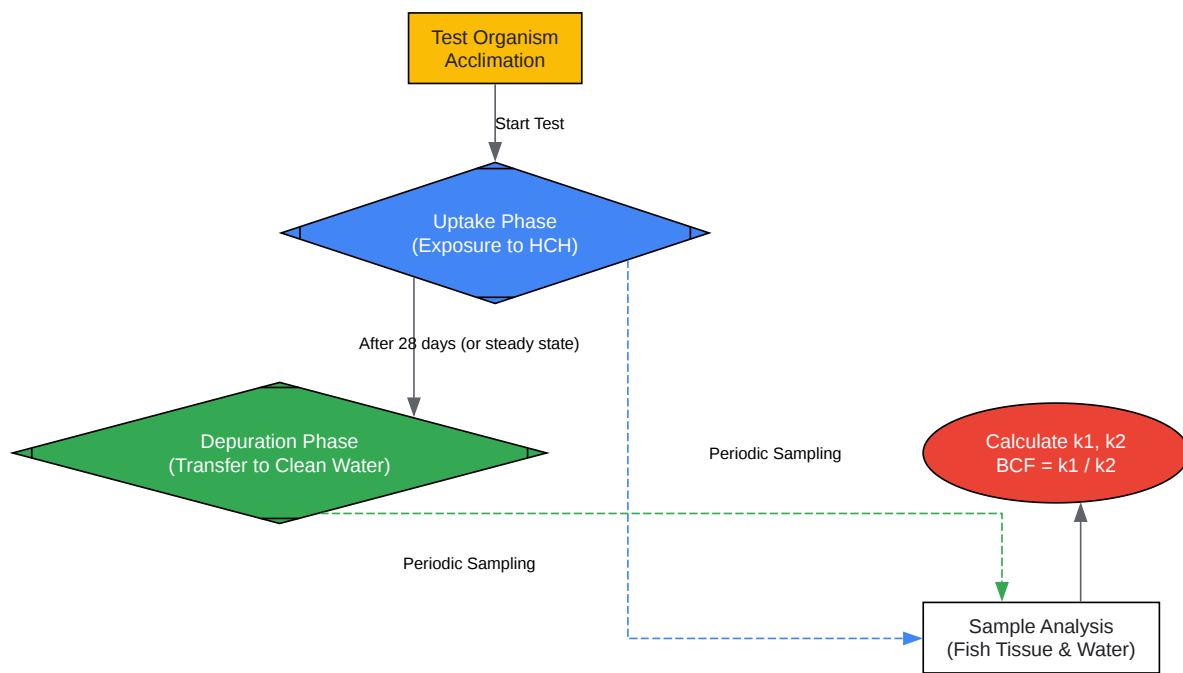 Test Organism
Acclimation
Start Test
Uptake Phase
(Exposure to HCH)
After 28 days (or steady state)
Depuration Phase
(Transfer to Clean Water)
Periodic Sampling
Calculate k1, k2
BCF = k1 / k2
Periodic Sampling
Sample Analysis
(Fish Tissue & Water)